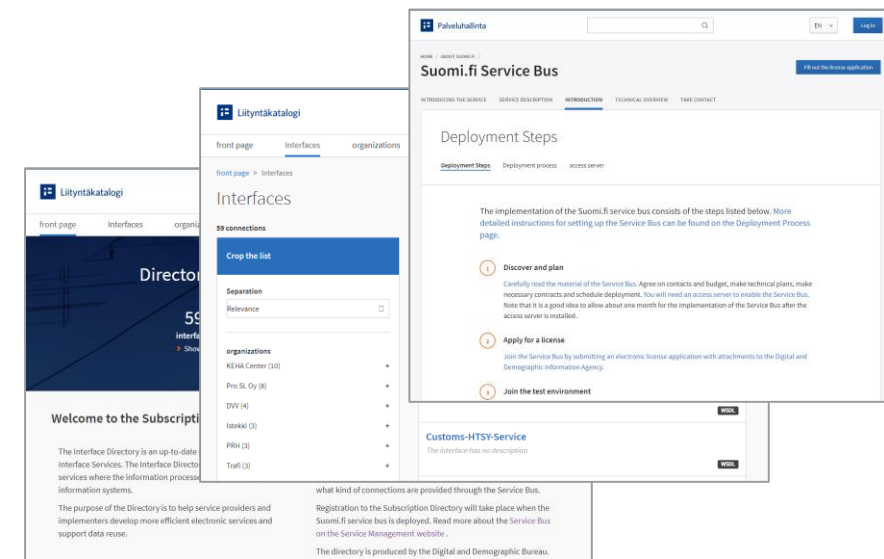 Palveluhallinta
EN
Log in
HOME / ABOUT SUOMI.FI /
Suomi.fi Service Bus
Fill out the license application
INTRODUCING THE SERVICE SERVICE DESCRIPTION INTRODUCTION TECHNICAL OVERVIEW TAKE CONTACT
Deployment Steps
Deployment Steps Deployment process access server
The implementation of the Suomi.fi service bus consists of the steps listed below. More
detailed instructions for setting up the Service Bus can be found on the Deployment Process
page.
1 Discover and plan
Carefully read the material of the Service Bus. Agree on contacts and budget, make technical plans, make
necessary contracts and schedule deployment. You will need an access server to enable the Service Bus.
Note that it is a good idea to allow about one month for the implementation of the Service Bus after the
access server is installed.
2 Apply for a license
Join the Service Bus by submitting an electronic license application with attachments to the Digital and
Demographic Information Agency.
3 Join the test environment
Liityntäkatalogi
front page Interfaces organizations
front page > Interfaces
Interfaces
59 connections
Crop the list
Separation
Relevance
organizations
KEHA Center (10) +
Pro SL Oy (8) +
DVV (4) +
Istekki (3) +
PRH (3) +
Trafi (3) +
WSDL
Customs-HTSY-Service
The interface has no description
WSDL
Liityntäkatalogi
front page Interfaces organiz
Director
59
interfa
Show
Welcome to the Subscripti
The Interface Directory is an up-to-date
Interface Services. The Interface Directo
services where the information processe
information systems.
The purpose of the Directory is to help service providers and
implementers develop more efficient electronic services and
support data reuse.
what kind of connections are provided through the Service Bus.
Registration to the Subscription Directory will take place when the
Suomi.fi service bus is deployed. Read more about the Service Bus
on the Service Management website .
The directory is produced by the Digital and Demographic Bureau.